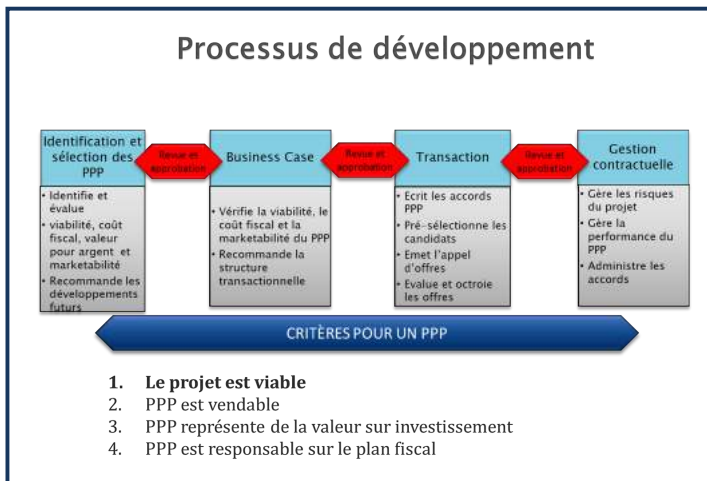 Processus de développement
Identification et
sélection des
PPP
Revue et
approbation
Business Case
Revue et
approbation
Transaction
Revue et
approbation
Gestion
contractuelle
• Identifie et
évalue
• viabilité, coût
fiscal, valeur
pour argent et
marketabilité
• Recommande les
développements
futurs
• Vérifie la viabilité, le
coût fiscal et la
marketabilité du PPP
• Recommande la
structure
transactionnelle
• Ecrit les accords
PPP
• Pré-sélectionne les
candidats
• Emet l'appel
d'offres
• Evalue et octroie
les offres
• Gère les risques
du projet
• Gère la
performance du
PPP
• Administre les
accords
CRITÈRES POUR UN PPP
1. Le projet est viable
2. PPP est vendable
3. PPP représente de la valeur sur investissement
4. PPP est responsable sur le plan fiscal